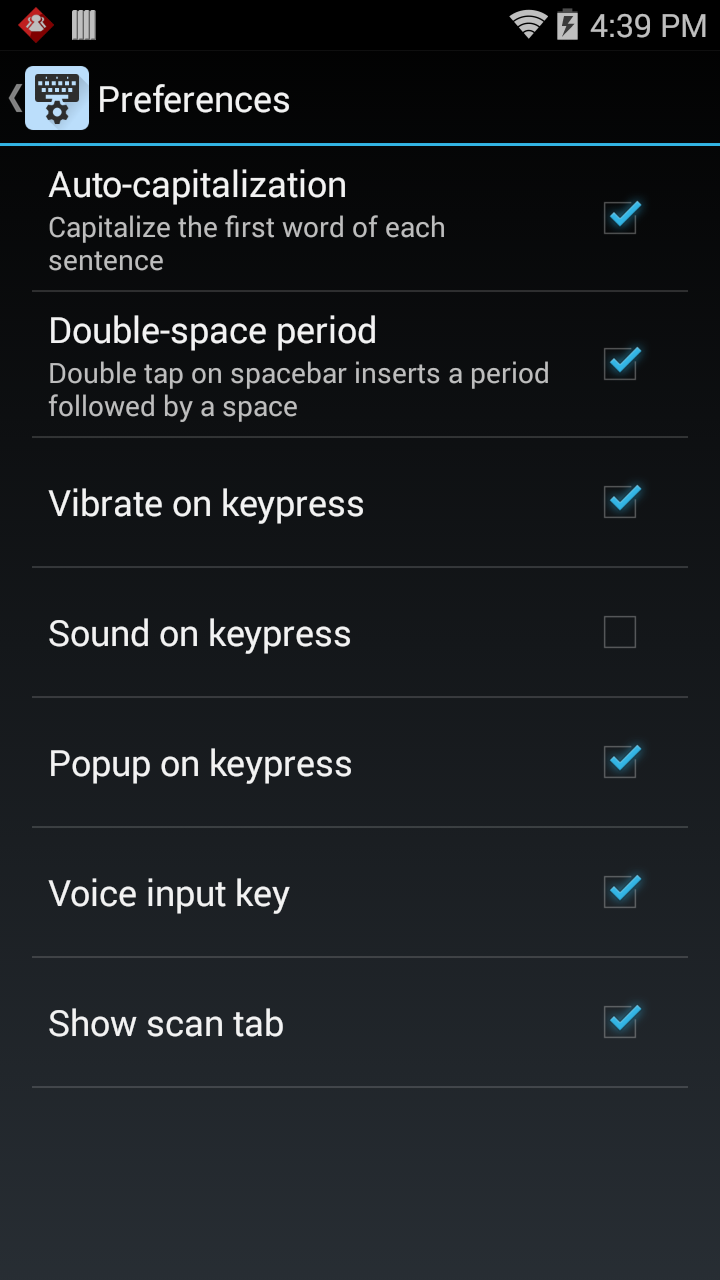 4:39 PM
Preferences
Auto-capitalization
Capitalize the first word of each
sentence
Double-space period
Double tap on spacebar inserts a period
followed by a space
Vibrate on keypress
Sound on keypress
Popup on keypress
Voice input key
Show scan tab